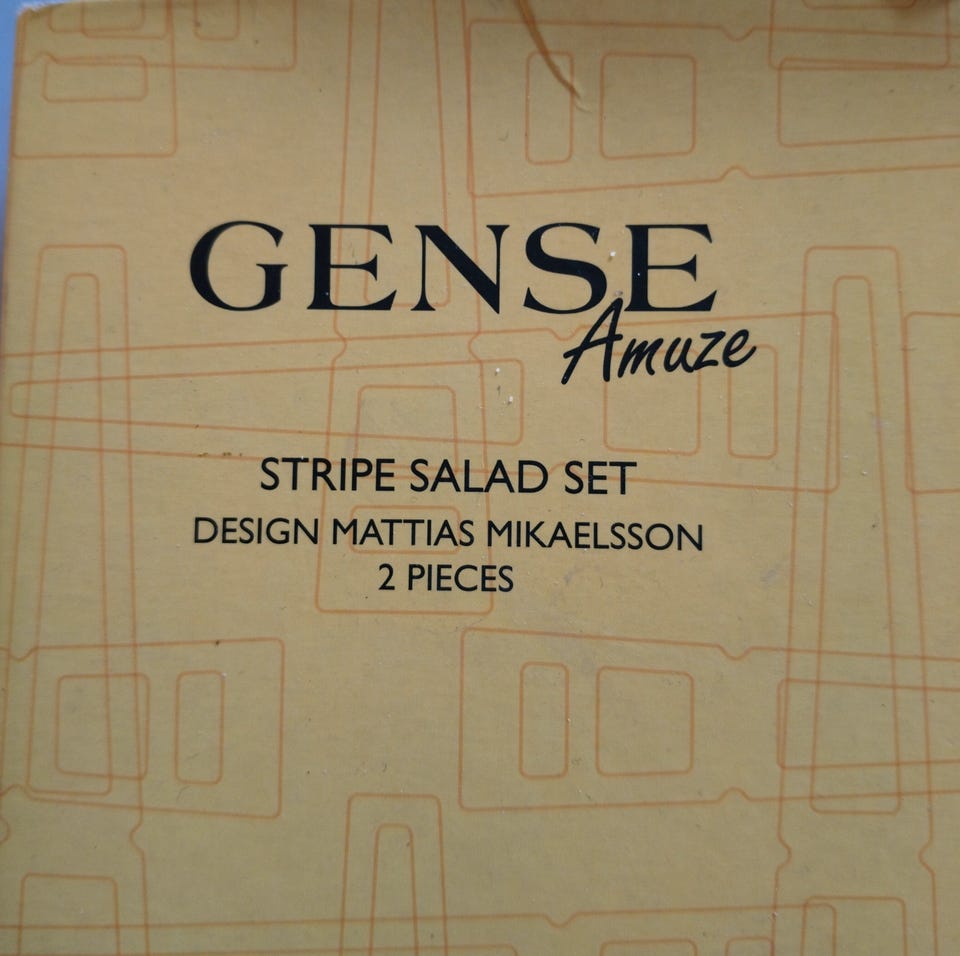 GENSE
Amuze
STRIPE SALAD SET
DESIGN MATTIAS MIKAELSSON
2 PIECES